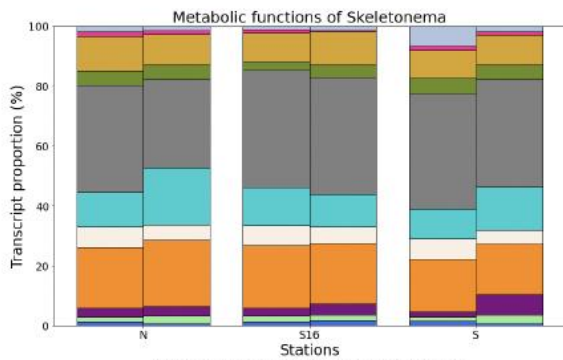 Metabolic functions of Skeletonema
Transcript proportion (%)
100
80
60
40
20
0
N
S16
S
Stations